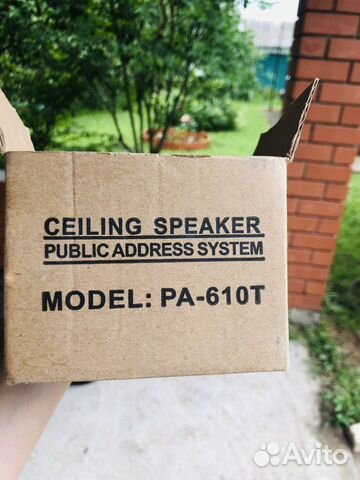 CEILING SPEAKER
PUBLIC ADDRESS SYSTEM
MODEL: PA-610T
Avito